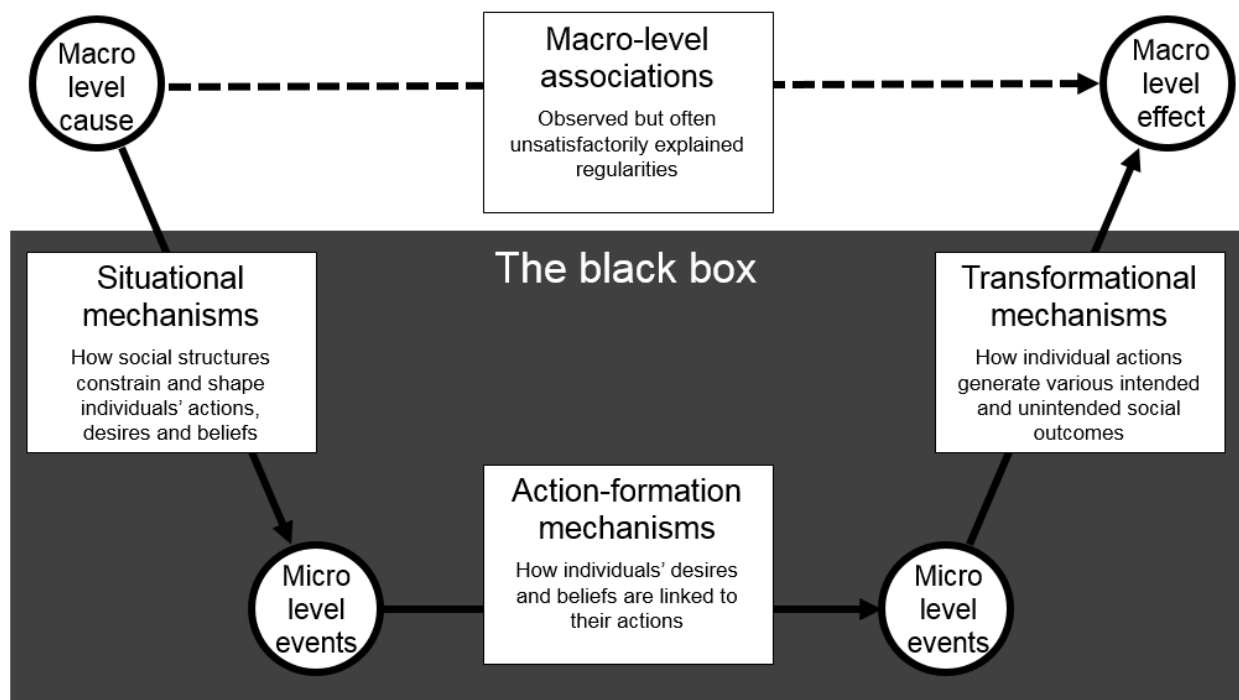 Macro
level
cause
Macro-level
associations
Observed but often
unsatisfactorily explained
regularities
Macro
level
effect
The black box
Situational
mechanisms
How social structures
constrain and shape
individuals’ actions,
desires and beliefs
Transformational
mechanisms
How individual actions
generate various intended
and unintended social
outcomes
Micro
level
events
Action-formation
mechanisms
How individuals’ desires
and beliefs are linked to
their actions
Micro
level
events